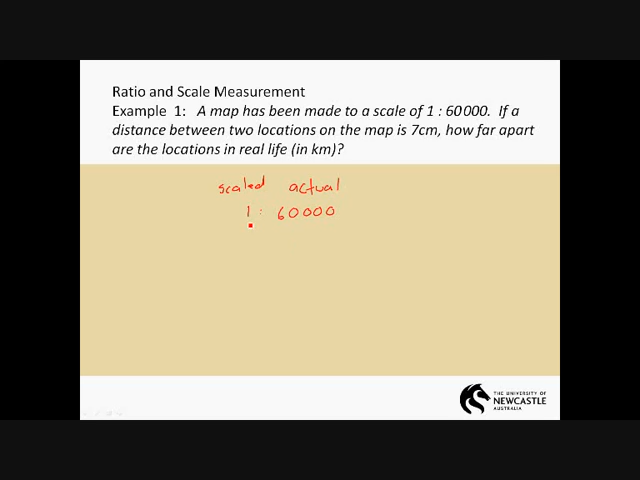 Ratio and Scale Measurement
Example 1: A map has been made to a scale of 1 : 60 000. If a
distance between two locations on the map is 7cm, how far apart
are the locations in real life (in km)?
scaled actual
1 : 60000
THE UNIVERSITY OF
NEWCASTLE
AUSTRALIA